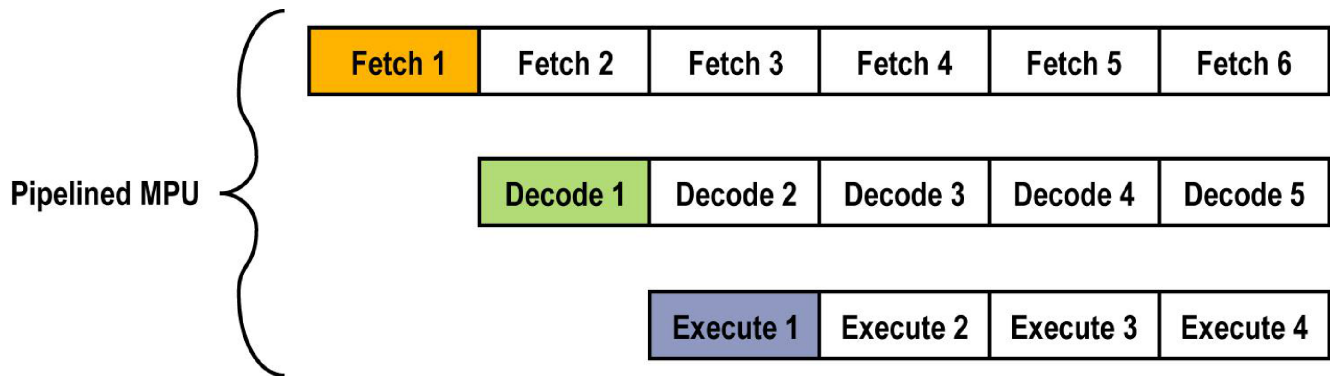 Fetch 1 Fetch 2 Fetch 3 Fetch 4 Fetch 5 Fetch 6
Pipelined MPU
Decode 1 Decode 2 Decode 3 Decode 4 Decode 5
Execute 1 Execute 2 Execute 3 Execute 4